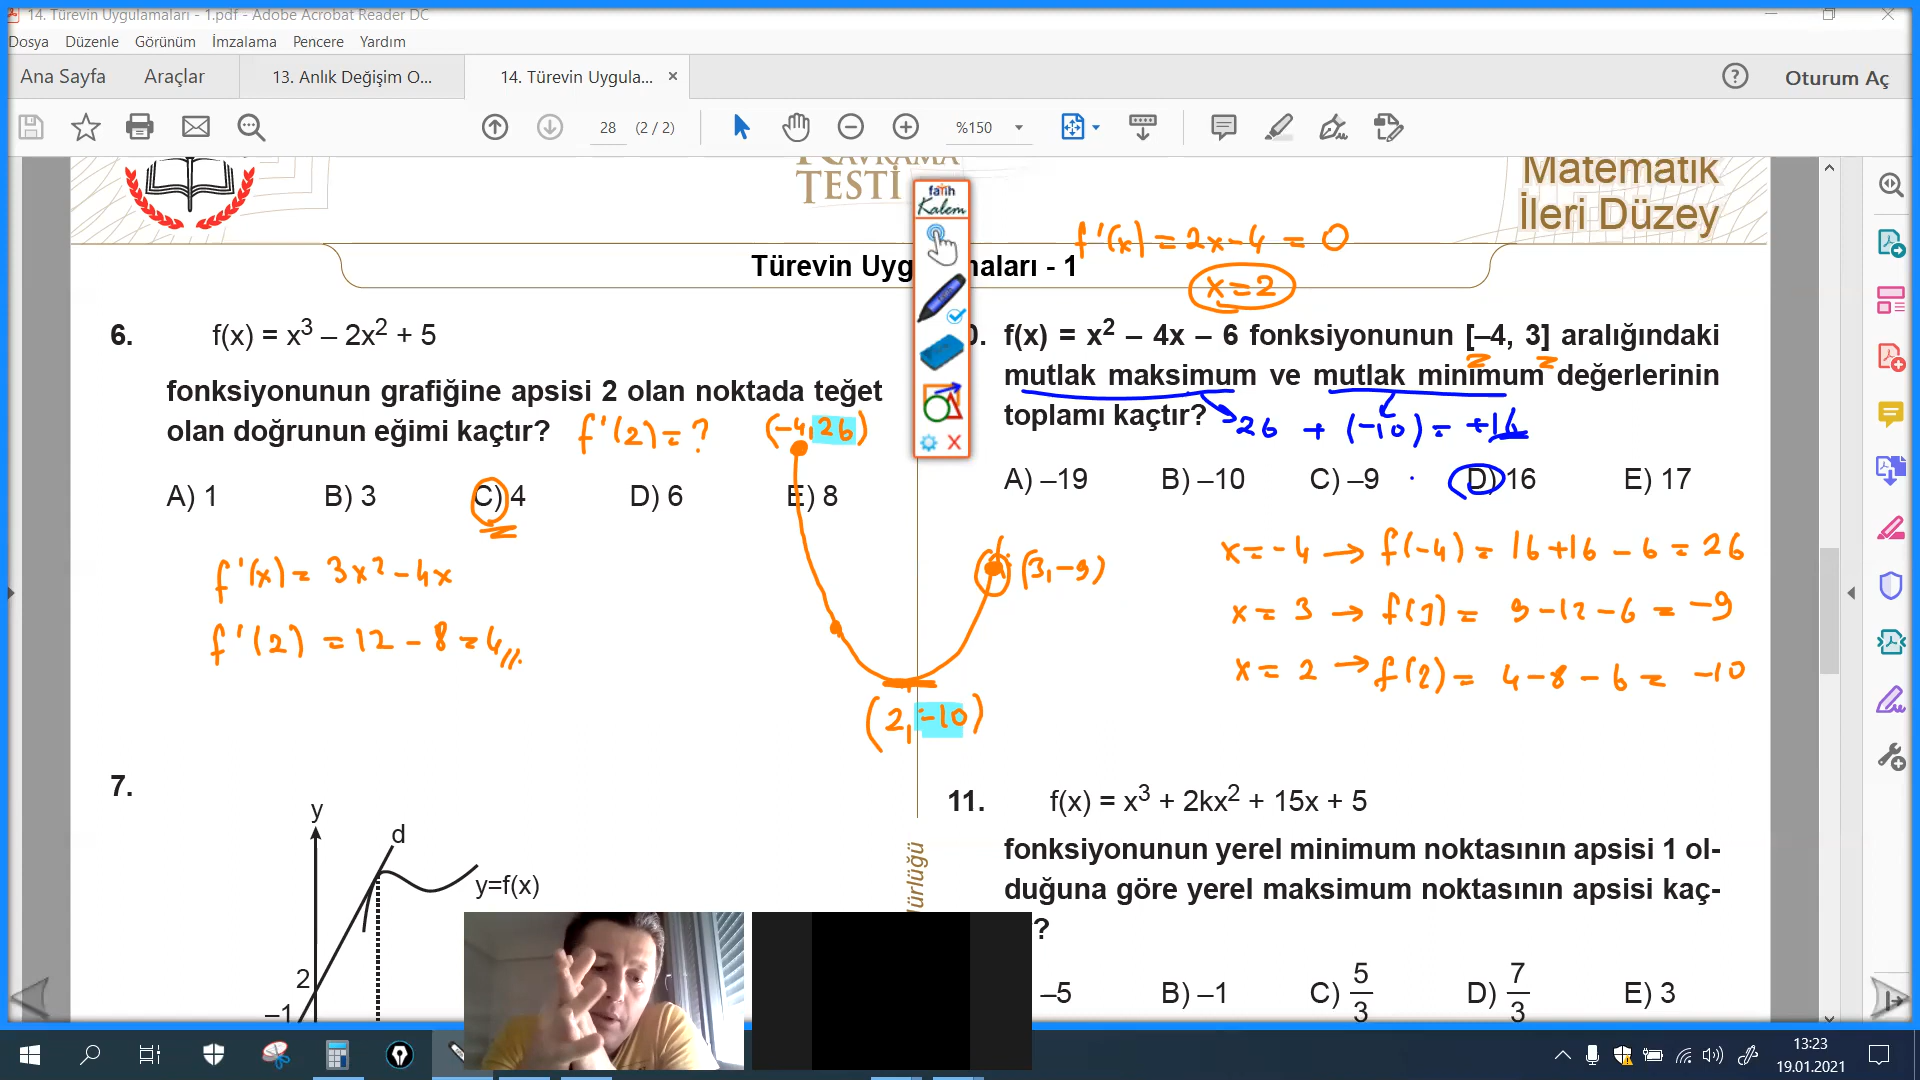 14. Türevin Uygulamaları - 1.pdf - Adobe Acrobat Reader DC
Dosya Düzenle Görünüm İmzalama Pencere Yardım
Ana Sayfa Araçlar 13. Anlık Değişim O... 14. Türevin Uygula... × Oturum Aç
28 (2 / 2) %150
KAVRAMA
TESTİ
Matematik
İleri Düzey
fatih
Kalem
Türevin Uyg aları - 1
f'(x) = 2x-4 = 0
x=2
6. f(x) = x³ – 2x² + 5
fonksiyonunun grafiğine apsisi 2 olan noktada teğet
olan doğrunun eğimi kaçtır? f'(2)=?
A) 1 B) 3 C) 4 D) 6 E) 8
f'(x) = 3x²-4x
f'(2) = 12-8=4
(-4,26)
(3,-9)
(2,-10)
7.
y
d
y=f(x)
2
–1
0. f(x) = x² – 4x – 6 fonksiyonunun [–4, 3] aralığındaki
mutlak maksimum ve mutlak minimum değerlerinin
toplamı kaçtır? 26 + (-10) = +16
A) –19 B) –10 C) –9 D) 16 E) 17
x=-4 → f(-4) = 16+16-6=26
x=3 → f(3) = 9-12-6=-9
x=2 → f(2) = 4-8-6=-10
11. f(x) = x³ + 2kx² + 15x + 5
fonksiyonunun yerel minimum noktasının apsisi 1 ol-
duğuna göre yerel maksimum noktasının apsisi kaç-
?
–5 B) –1 C) 5/3 D) 7/3 E) 3
ürlüğü
13:23
19.01.2021